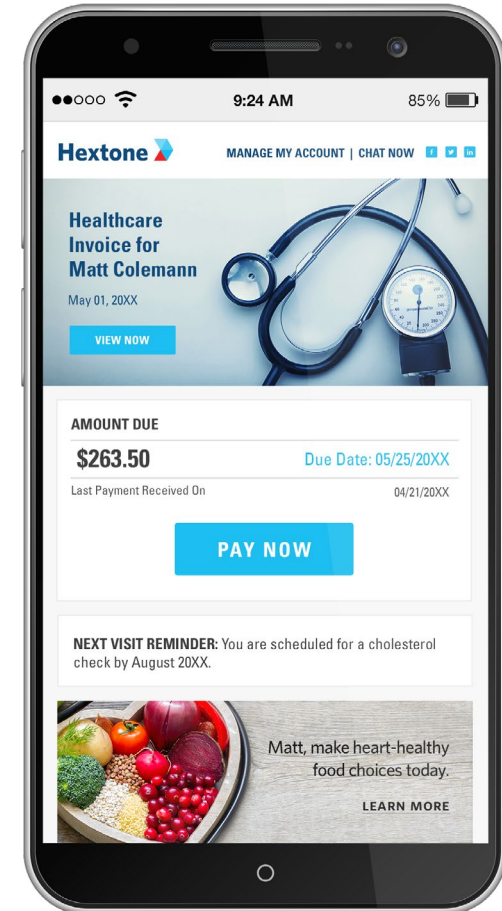 9:24 AM
85%
Hextone
MANAGE MY ACCOUNT | CHAT NOW
Healthcare
Invoice for
Matt Colemann
May 01, 20XX
VIEW NOW
AMOUNT DUE
$263.50 Due Date: 05/25/20XX
Last Payment Received On 04/21/20XX
PAY NOW
NEXT VISIT REMINDER: You are scheduled for a cholesterol
check by August 20XX.
Matt, make heart-healthy
food choices today.
LEARN MORE